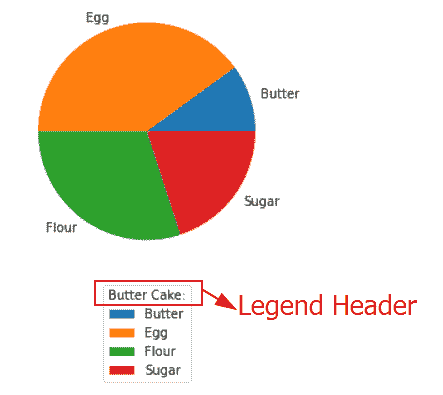 Egg
Butter
Sugar
Flour
Butter Cake:
Legend Header
Butter
Egg
Flour
Sugar